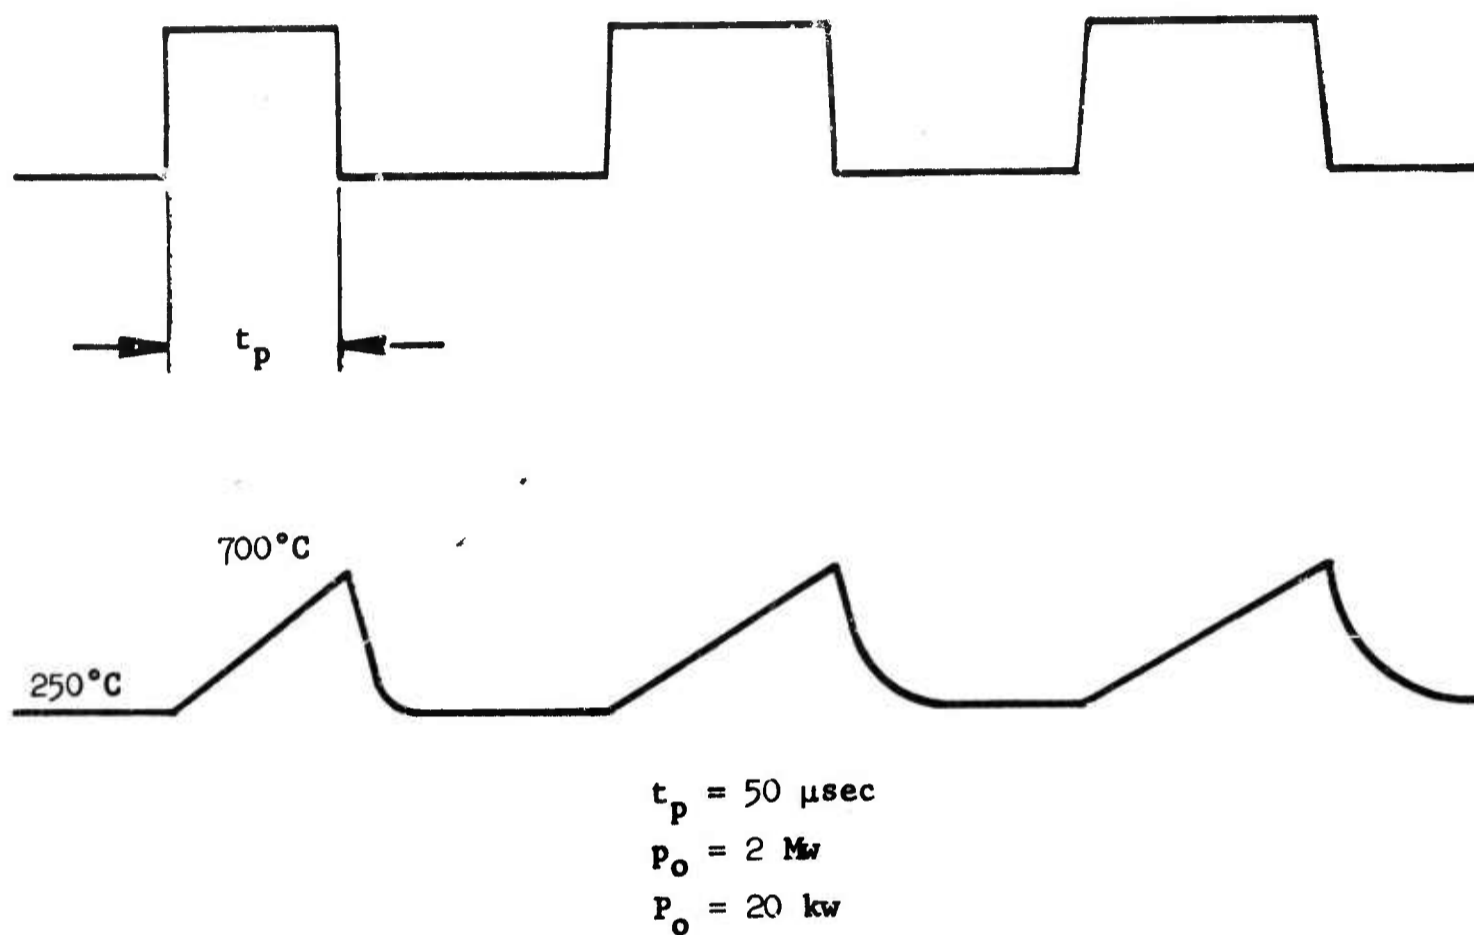 t_p
700°C
250°C
t_p = 50 μsec
p_o = 2 Mw
P_o = 20 kw